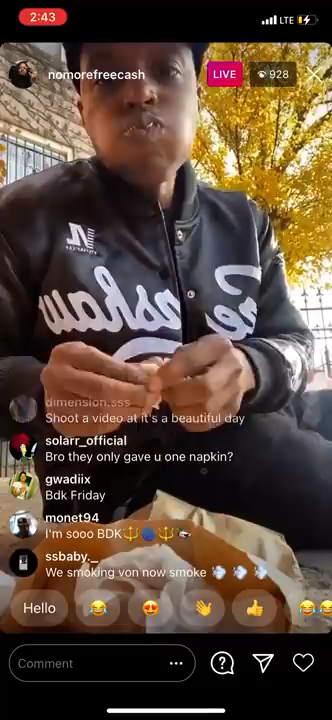 2:43
LTE
nomorefreecash
LIVE
928
Crenshaw
dimension.sss
Shoot a video at it's a beautiful day
solarr_official
Bro they only gave u one napkin?
gwadiix
Bdk Friday
monet94
I'm sooo BDK🔱🔵🔱
ssbaby._
We smoking von now smoke 💨 💨 💨
Hello
Comment